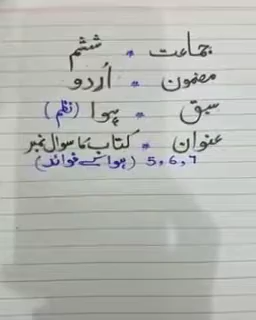 جماعت : ششم
مضمون : اُردو
سبق : ہوا (نظم)
عنوان : کتاب کا سوال نمبر
5,6,7 (ہوا کے فوائد)